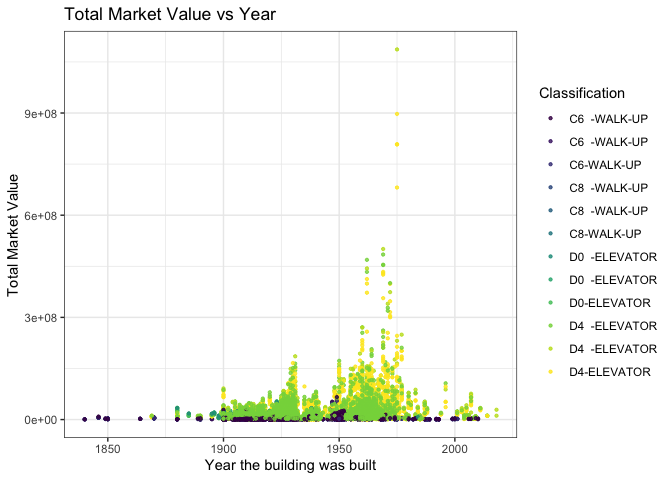 Total Market Value vs Year
Total Market Value
9e+08
6e+08
3e+08
0e+00
1850
1900
1950
2000
Year the building was built
Classification
C6  -WALK-UP
C6  -WALK-UP
C6-WALK-UP
C8  -WALK-UP
C8  -WALK-UP
C8-WALK-UP
D0  -ELEVATOR
D0  -ELEVATOR
D0-ELEVATOR
D4  -ELEVATOR
D4  -ELEVATOR
D4-ELEVATOR